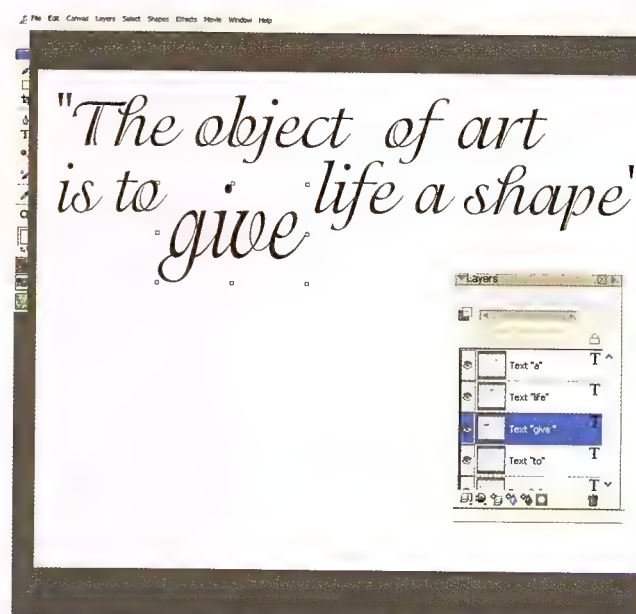 File Edit Canvas Layers Select Shapes Effects Movie Window Help
"The object of art
is to give life a shape"
Layers
Text "a"
Text "life"
Text "give "
Text "to"